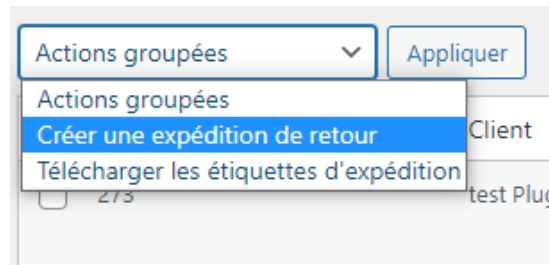 Actions groupées
Appliquer
Actions groupées
Créer une expédition de retour
Client
Télécharger les étiquettes d'expédition
273
test Plug